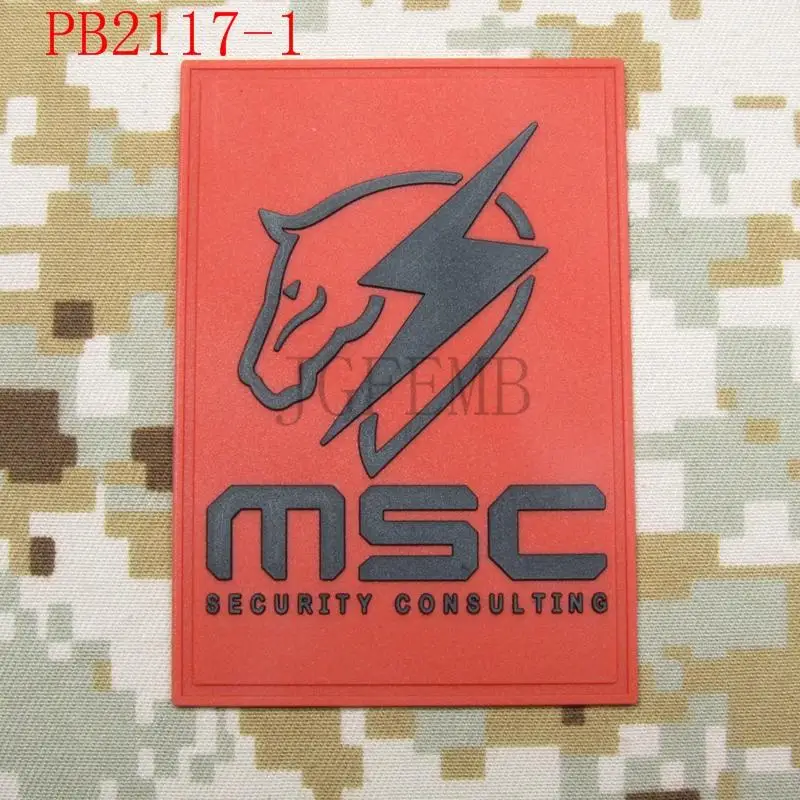 PB2117-1
JGFEMB
MSC
SECURITY CONSULTING